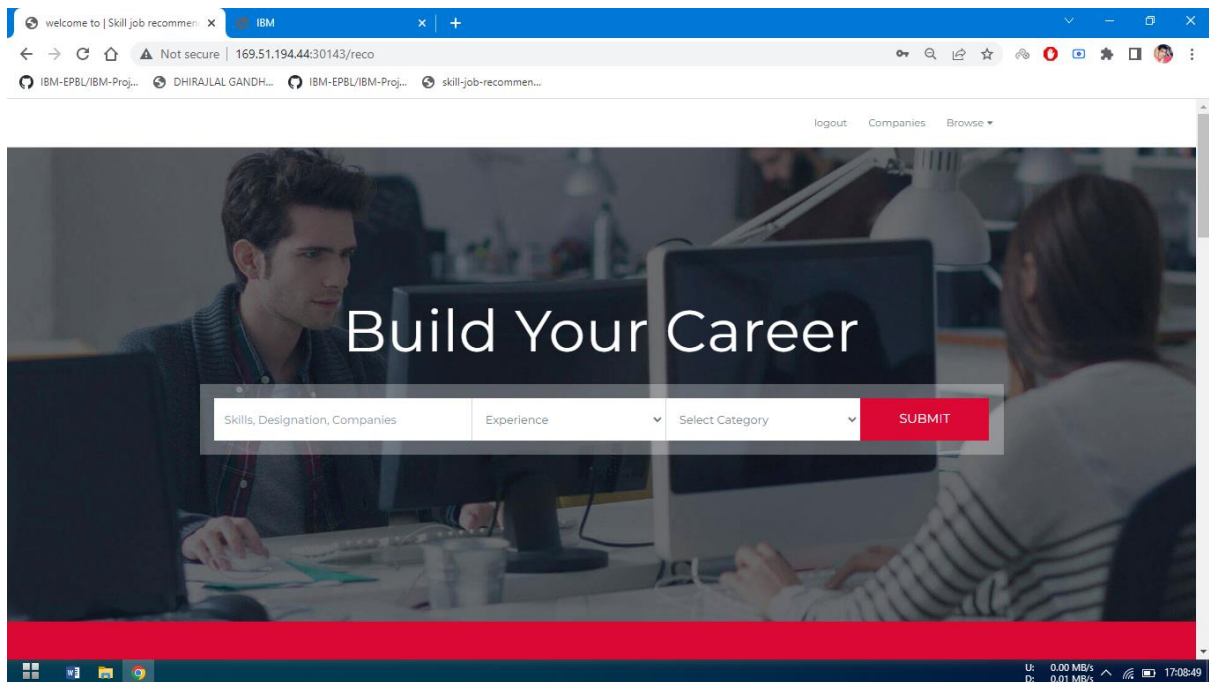 welcome to | Skill job recommen
IBM
Not secure | 169.51.194.44:30143/reco
IBM-EPBL/IBM-Proj...
DHIRAJLAL GANDH...
IBM-EPBL/IBM-Proj...
skill-job-recommen...
logout Companies Browse
Build Your Career
Skills, Designation, Companies Experience Select Category SUBMIT
U: 0.00 MB/s
D: 0.01 MB/s
17:08:49